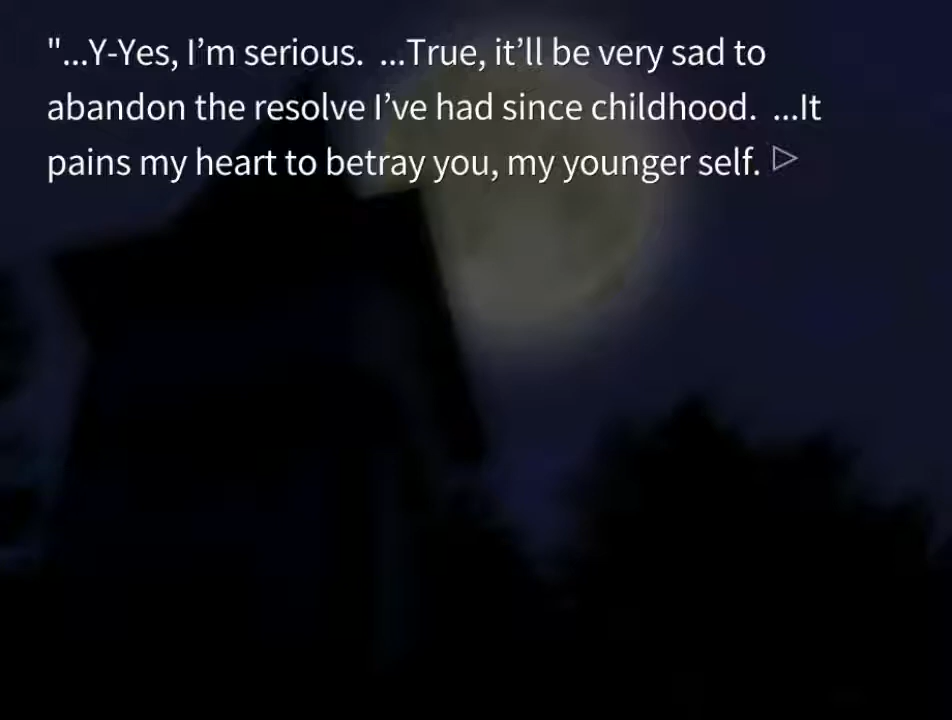 "...Y-Yes, I’m serious.  ...True, it’ll be very sad to
abandon the resolve I’ve had since childhood.  ...It
pains my heart to betray you, my younger self.